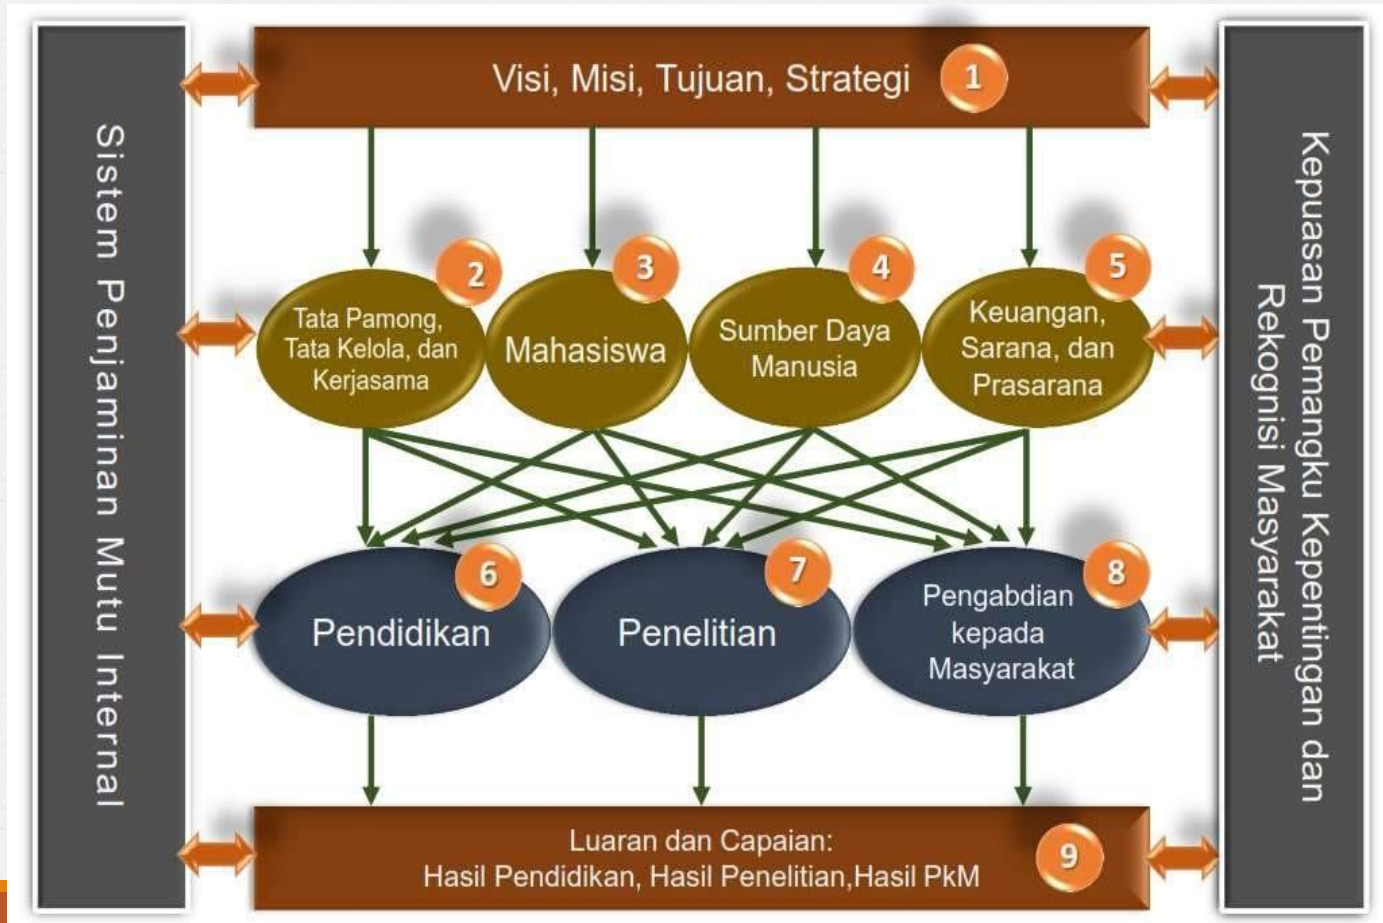 Sistem Penjaminan Mutu Internal
Visi, Misi, Tujuan, Strategi
1
2
Tata Pamong,
Tata Kelola, dan
Kerjasama
3
Mahasiswa
4
Sumber Daya
Manusia
5
Keuangan,
Sarana, dan
Prasarana
6
Pendidikan
7
Penelitian
8
Pengabdian
kepada
Masyarakat
Luaran dan Capaian:
Hasil Pendidikan, Hasil Penelitian,Hasil PkM
9
Kepuasan Pemangku Kepentingan dan
Rekognisi Masyarakat